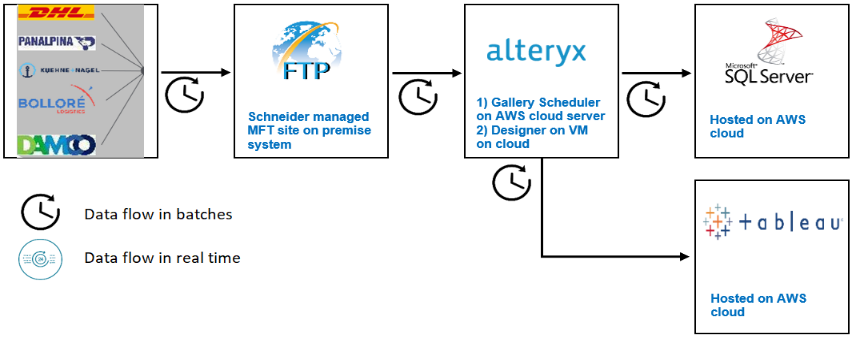 DHL
PANALPINA
KUEHNE+NAGEL
BOLLORÉ
LOGISTICS
DAMCO
FTP
Schneider managed
MFT site on premise
system
alteryx
1) Gallery Scheduler
on AWS cloud server
2) Designer on VM
on cloud
Microsoft
SQL Server
Hosted on AWS
cloud
Data flow in batches
Data flow in real time
+ableau
Hosted on AWS
cloud